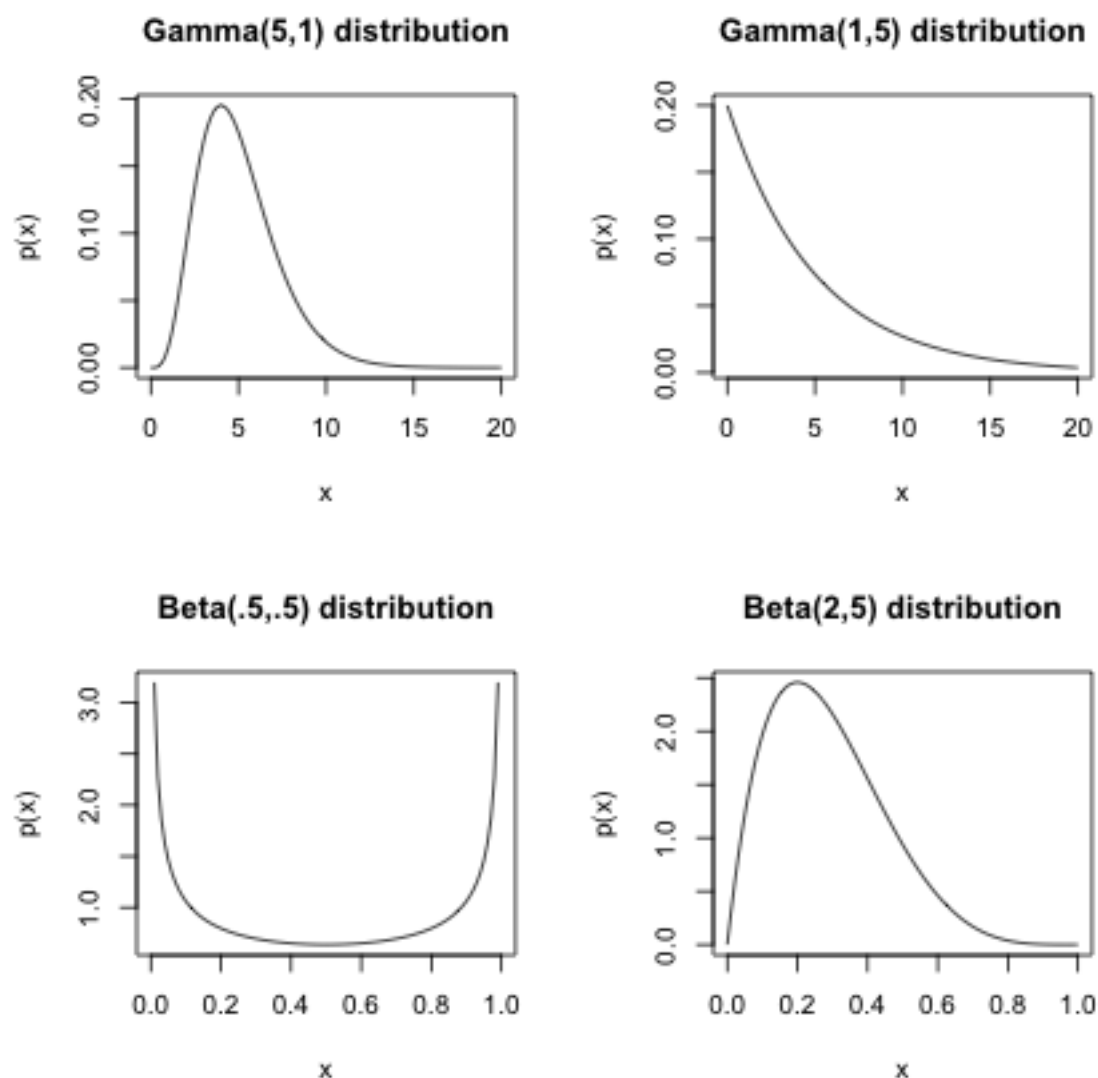 Gamma(5,1) distribution
p(x)
0.00 0.10 0.20
0 5 10 15 20
x
Gamma(1,5) distribution
p(x)
0.00 0.10 0.20
0 5 10 15 20
x
Beta(.5,.5) distribution
p(x)
1.0 2.0 3.0
0.0 0.2 0.4 0.6 0.8 1.0
x
Beta(2,5) distribution
p(x)
0.0 1.0 2.0
0.0 0.2 0.4 0.6 0.8 1.0
x